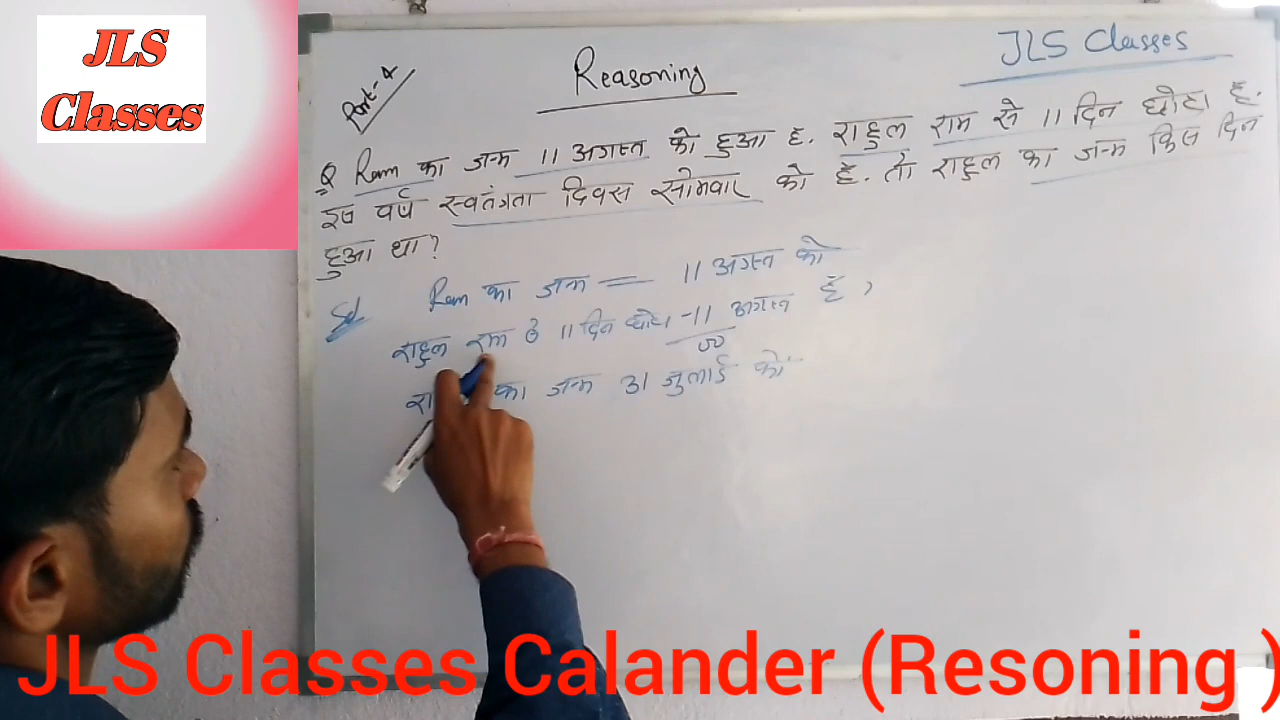 JLS
Classes
Part-4
Reasoning
JLS Classes
Q Ram का जन्म 11 अगस्त को हुआ है. राहुल राम से 11 दिन छोटा है.
इस वर्ष स्वतंत्रता दिवस सोमवार को है. तो राहुल का जन्म किस दिन
हुआ था?
Sol Ram का जन्म = 11 अगस्त को
राहुल राम से 11 दिन छोटा -11 अगस्त है,
का जन्म 31 जुलाई को
JLS Classes Calander (Resoning )